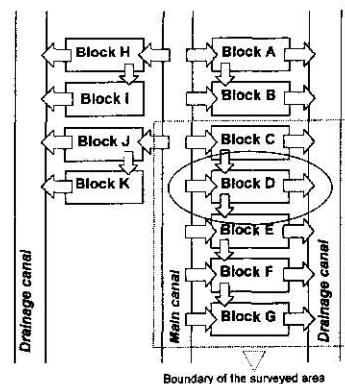 Block H
Block A
Block I
Block B
Block J
Block C
Block K
Block D
Block E
Block F
Block G
Drainage canal
Main canal
Drainage canal
Boundary of the surveyed area